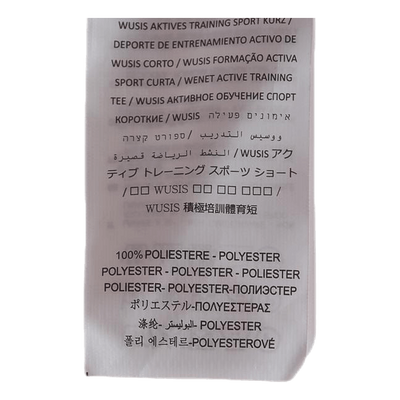 WUSIS AKTIVES TRAINING SPORT KURZ /
DEPORTE DE ENTRENAMIENTO ACTIVO DE
WUSIS CORTO / WUSIS FORMAÇÃO ACTIVA
SPORT CURTA / WENET ACTIVE TRAINING
TEE / WUSIS АКТИВНОЕ ОБУЧЕНИЕ СПОРТ
КОРОТКИЕ / WUSIS אימונים פעילה
ספורט קצרה / ووسيس التدريب
النشط الرياضة قصيرة / WUSIS アク
ティブ トレーニング スポーツ ショート
/ □□ WUSIS □□ □□ □□□ /
WUSIS 積極培訓體育短
100% POLIESTERE - POLYESTER
POLYESTER - POLYESTER - POLIESTER
POLIESTER- POLYESTER-ПОЛИЭСТЕР
ポリエステル-ΠΟΛΥΕΣΤΕΡΑΣ
涤纶- البوليستر- POLYESTER
폴리 에스테르-POLYESTEROVÉ